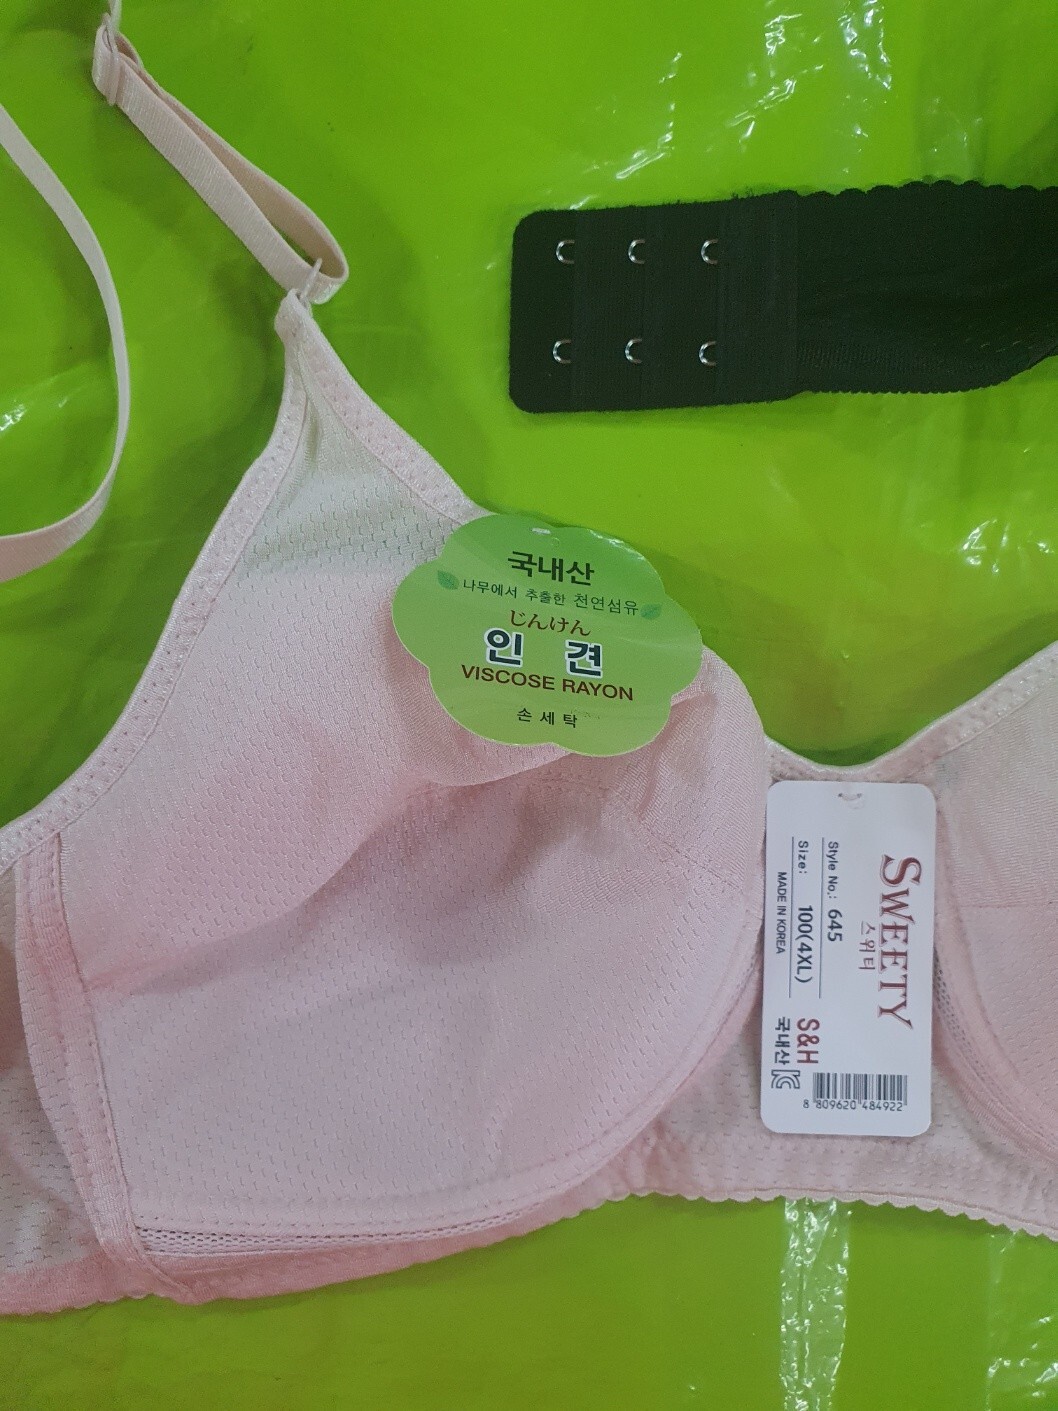 국내산
나무에서 추출한 천연섬유
じんけん
인 견
VISCOSE RAYON
손 세 탁
SWEETY
스위티
Style No.: 645
Size: 100(4XL)
MADE IN KOREA
S&H
국내산
8 809620 484922